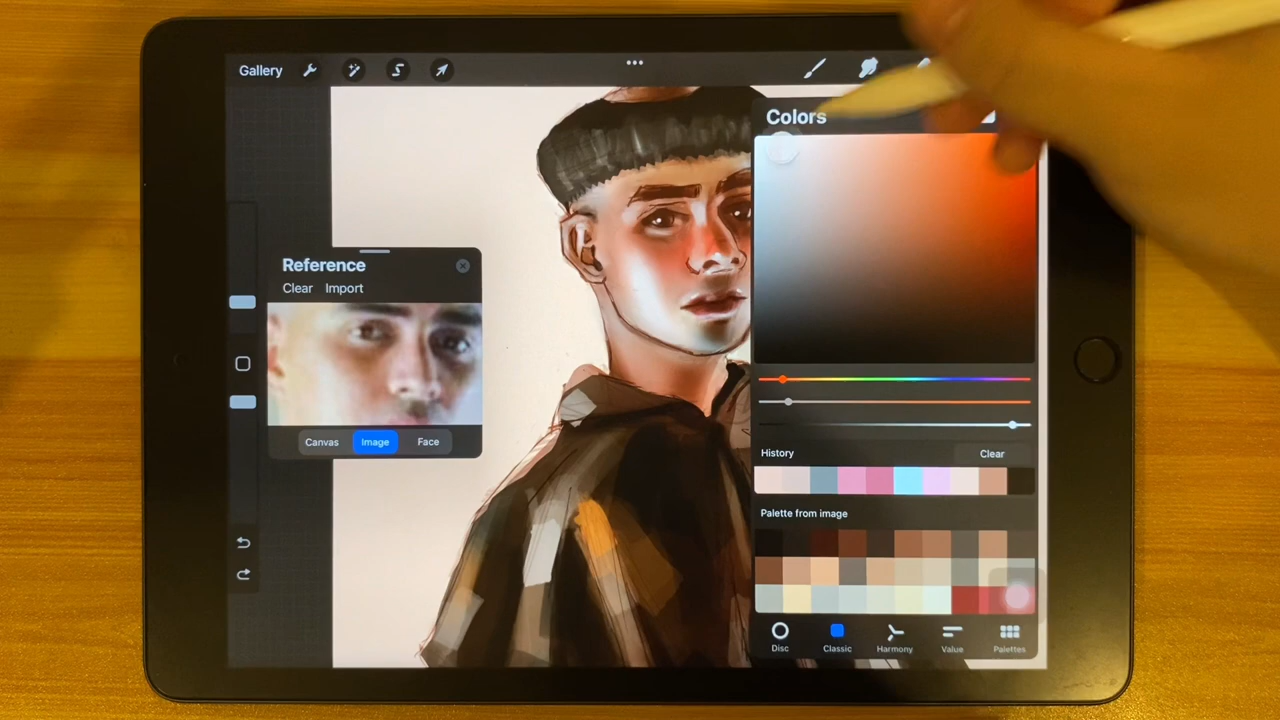 Gallery
Colors
Reference
Clear Import
Canvas Image Face
History Clear
Palette from image
Disc Classic Harmony Value Palettes